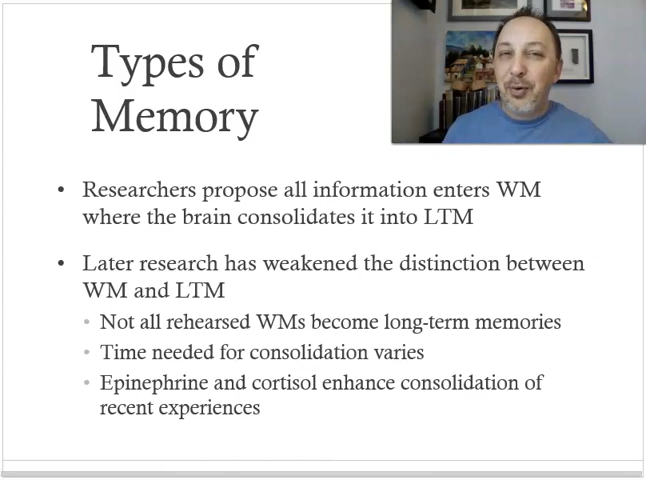 Types of
Memory
• Researchers propose all information enters WM
where the brain consolidates it into LTM
• Later research has weakened the distinction between
WM and LTM
• Not all rehearsed WMs become long-term memories
• Time needed for consolidation varies
• Epinephrine and cortisol enhance consolidation of
recent experiences